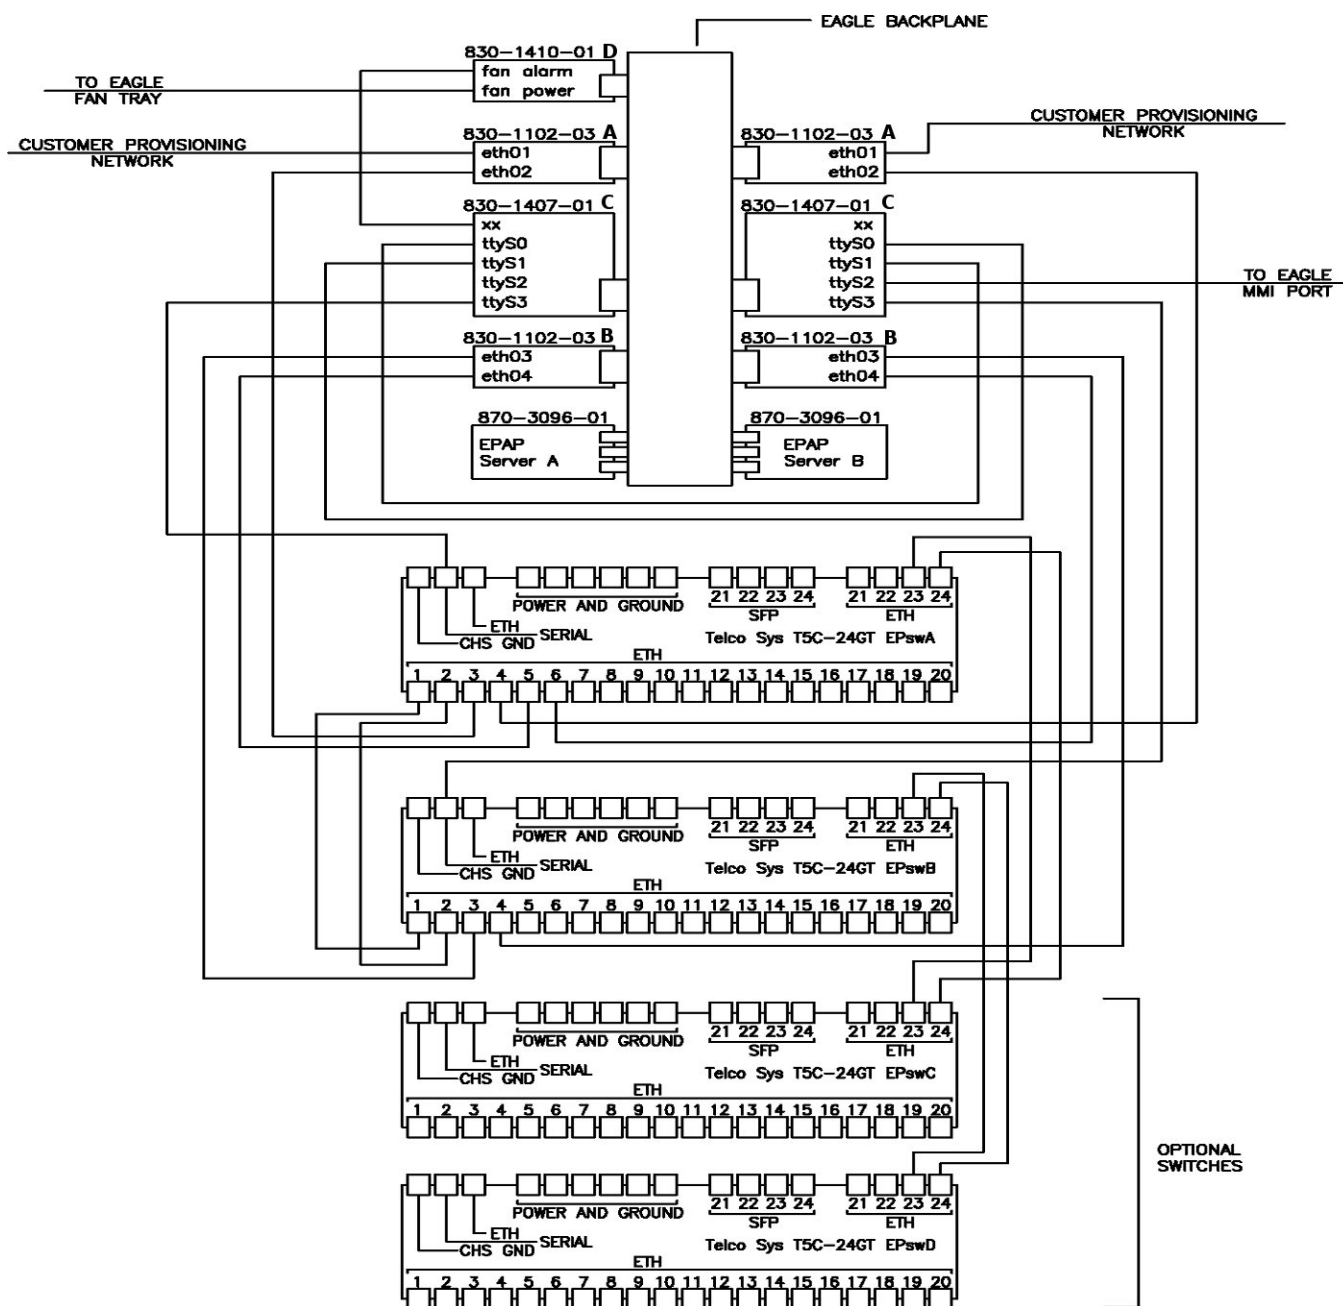 EAGLE BACKPLANE
830-1410-01 D
fan alarm
fan power
TO EAGLE
FAN TRAY
CUSTOMER PROVISIONING
NETWORK
830-1102-03 A
eth01
eth02
830-1102-03 A
eth01
eth02
CUSTOMER PROVISIONING
NETWORK
830-1407-01 C
xx
ttyS0
ttyS1
ttyS2
ttyS3
830-1407-01 C
xx
ttyS0
ttyS1
ttyS2
ttyS3
TO EAGLE
MMI PORT
830-1102-03 B
eth03
eth04
830-1102-03 B
eth03
eth04
870-3096-01
EPAP
Server A
870-3096-01
EPAP
Server B
21 22 23 24
21 22 23 24
POWER AND GROUND
SFP
ETH
ETH
SERIAL
CHS GND
Telco Sys T5C-24GT EPswA
ETH
1 2 3 4 5 6 7 8 9 10 11 12 13 14 15 16 17 18 19 20
21 22 23 24
21 22 23 24
POWER AND GROUND
SFP
ETH
ETH
SERIAL
CHS GND
Telco Sys T5C-24GT EPswB
ETH
1 2 3 4 5 6 7 8 9 10 11 12 13 14 15 16 17 18 19 20
21 22 23 24
21 22 23 24
POWER AND GROUND
SFP
ETH
ETH
SERIAL
CHS GND
Telco Sys T5C-24GT EPswC
ETH
1 2 3 4 5 6 7 8 9 10 11 12 13 14 15 16 17 18 19 20
OPTIONAL
SWITCHES
21 22 23 24
21 22 23 24
POWER AND GROUND
SFP
ETH
ETH
SERIAL
CHS GND
Telco Sys T5C-24GT EPswD
ETH
1 2 3 4 5 6 7 8 9 10 11 12 13 14 15 16 17 18 19 20